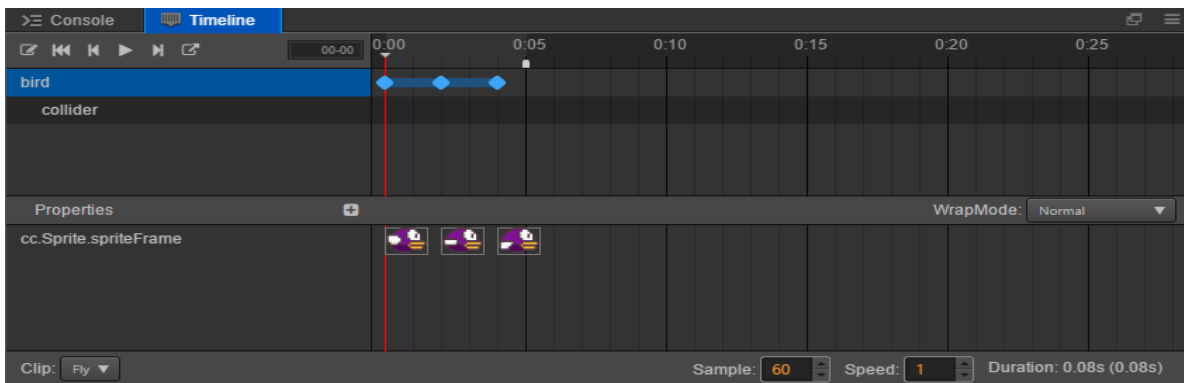 Console Timeline
00-00 0:00 0:05 0:10 0:15 0:20 0:25
bird
collider
Properties WrapMode: Normal
cc.Sprite.spriteFrame
Clip: Fly Sample: 60 Speed: 1 Duration: 0.08s (0.08s)